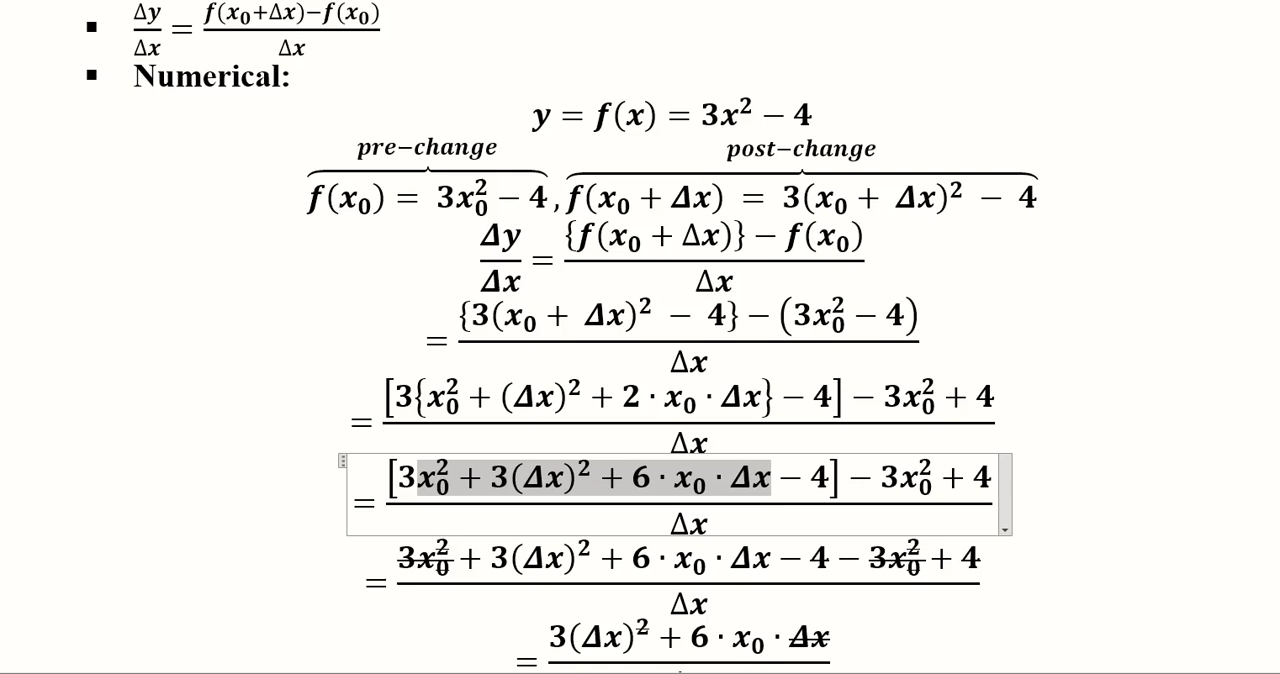 ▪ Δy/Δx = (f(x₀+Δx)−f(x₀))/Δx
▪ Numerical:
y = f(x) = 3x² − 4
pre−change post−change
f(x₀) = 3x₀² − 4 , f(x₀ + Δx) = 3(x₀ + Δx)² − 4
Δy/Δx = ({f(x₀ + Δx)} − f(x₀))/Δx
= ({3(x₀ + Δx)² − 4} − (3x₀² − 4))/Δx
= ([3{x₀² + (Δx)² + 2 · x₀ · Δx} − 4] − 3x₀² + 4)/Δx
= ([3x₀² + 3(Δx)² + 6 · x₀ · Δx − 4] − 3x₀² + 4)/Δx
= (3x₀² + 3(Δx)² + 6 · x₀ · Δx − 4 − 3x₀² + 4)/Δx
= 3(Δx)² + 6 · x₀ · Δx